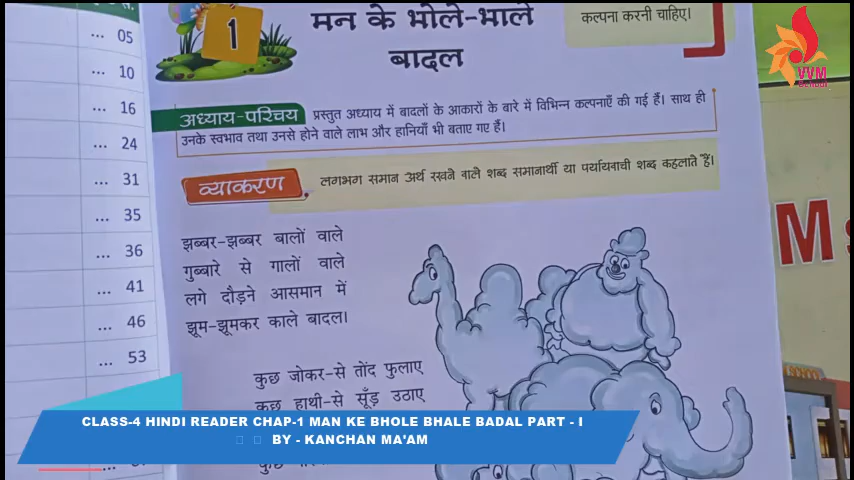 ... 05
... 10
... 16
... 24
... 31
... 35
... 36
... 41
... 46
... 53
1
मन के भोले-भाले
बादल
कल्पना करनी चाहिए।
VVM
School
अध्याय-परिचय प्रस्तुत अध्याय में बादलों के आकारों के बारे में विभिन्न कल्पनाएँ की गई हैं। साथ ही
उनके स्वभाव तथा उनसे होने वाले लाभ और हानियाँ भी बताए गए हैं।
व्याकरण लगभग समान अर्थ रखने वाले शब्द समानार्थी या पर्यायवाची शब्द कहलाते हैं।
झब्बर-झब्बर बालों वाले
गुब्बारे से गालों वाले
लगे दौड़ने आसमान में
झूम-झूमकर काले बादल।
कुछ जोकर-से तोंद फुलाए
कुछ हाथी-से सूँड़ उठाए
M
CLASS-4 HINDI READER CHAP-1 MAN KE BHOLE BHALE BADAL PART - I
BY - KANCHAN MA'AM